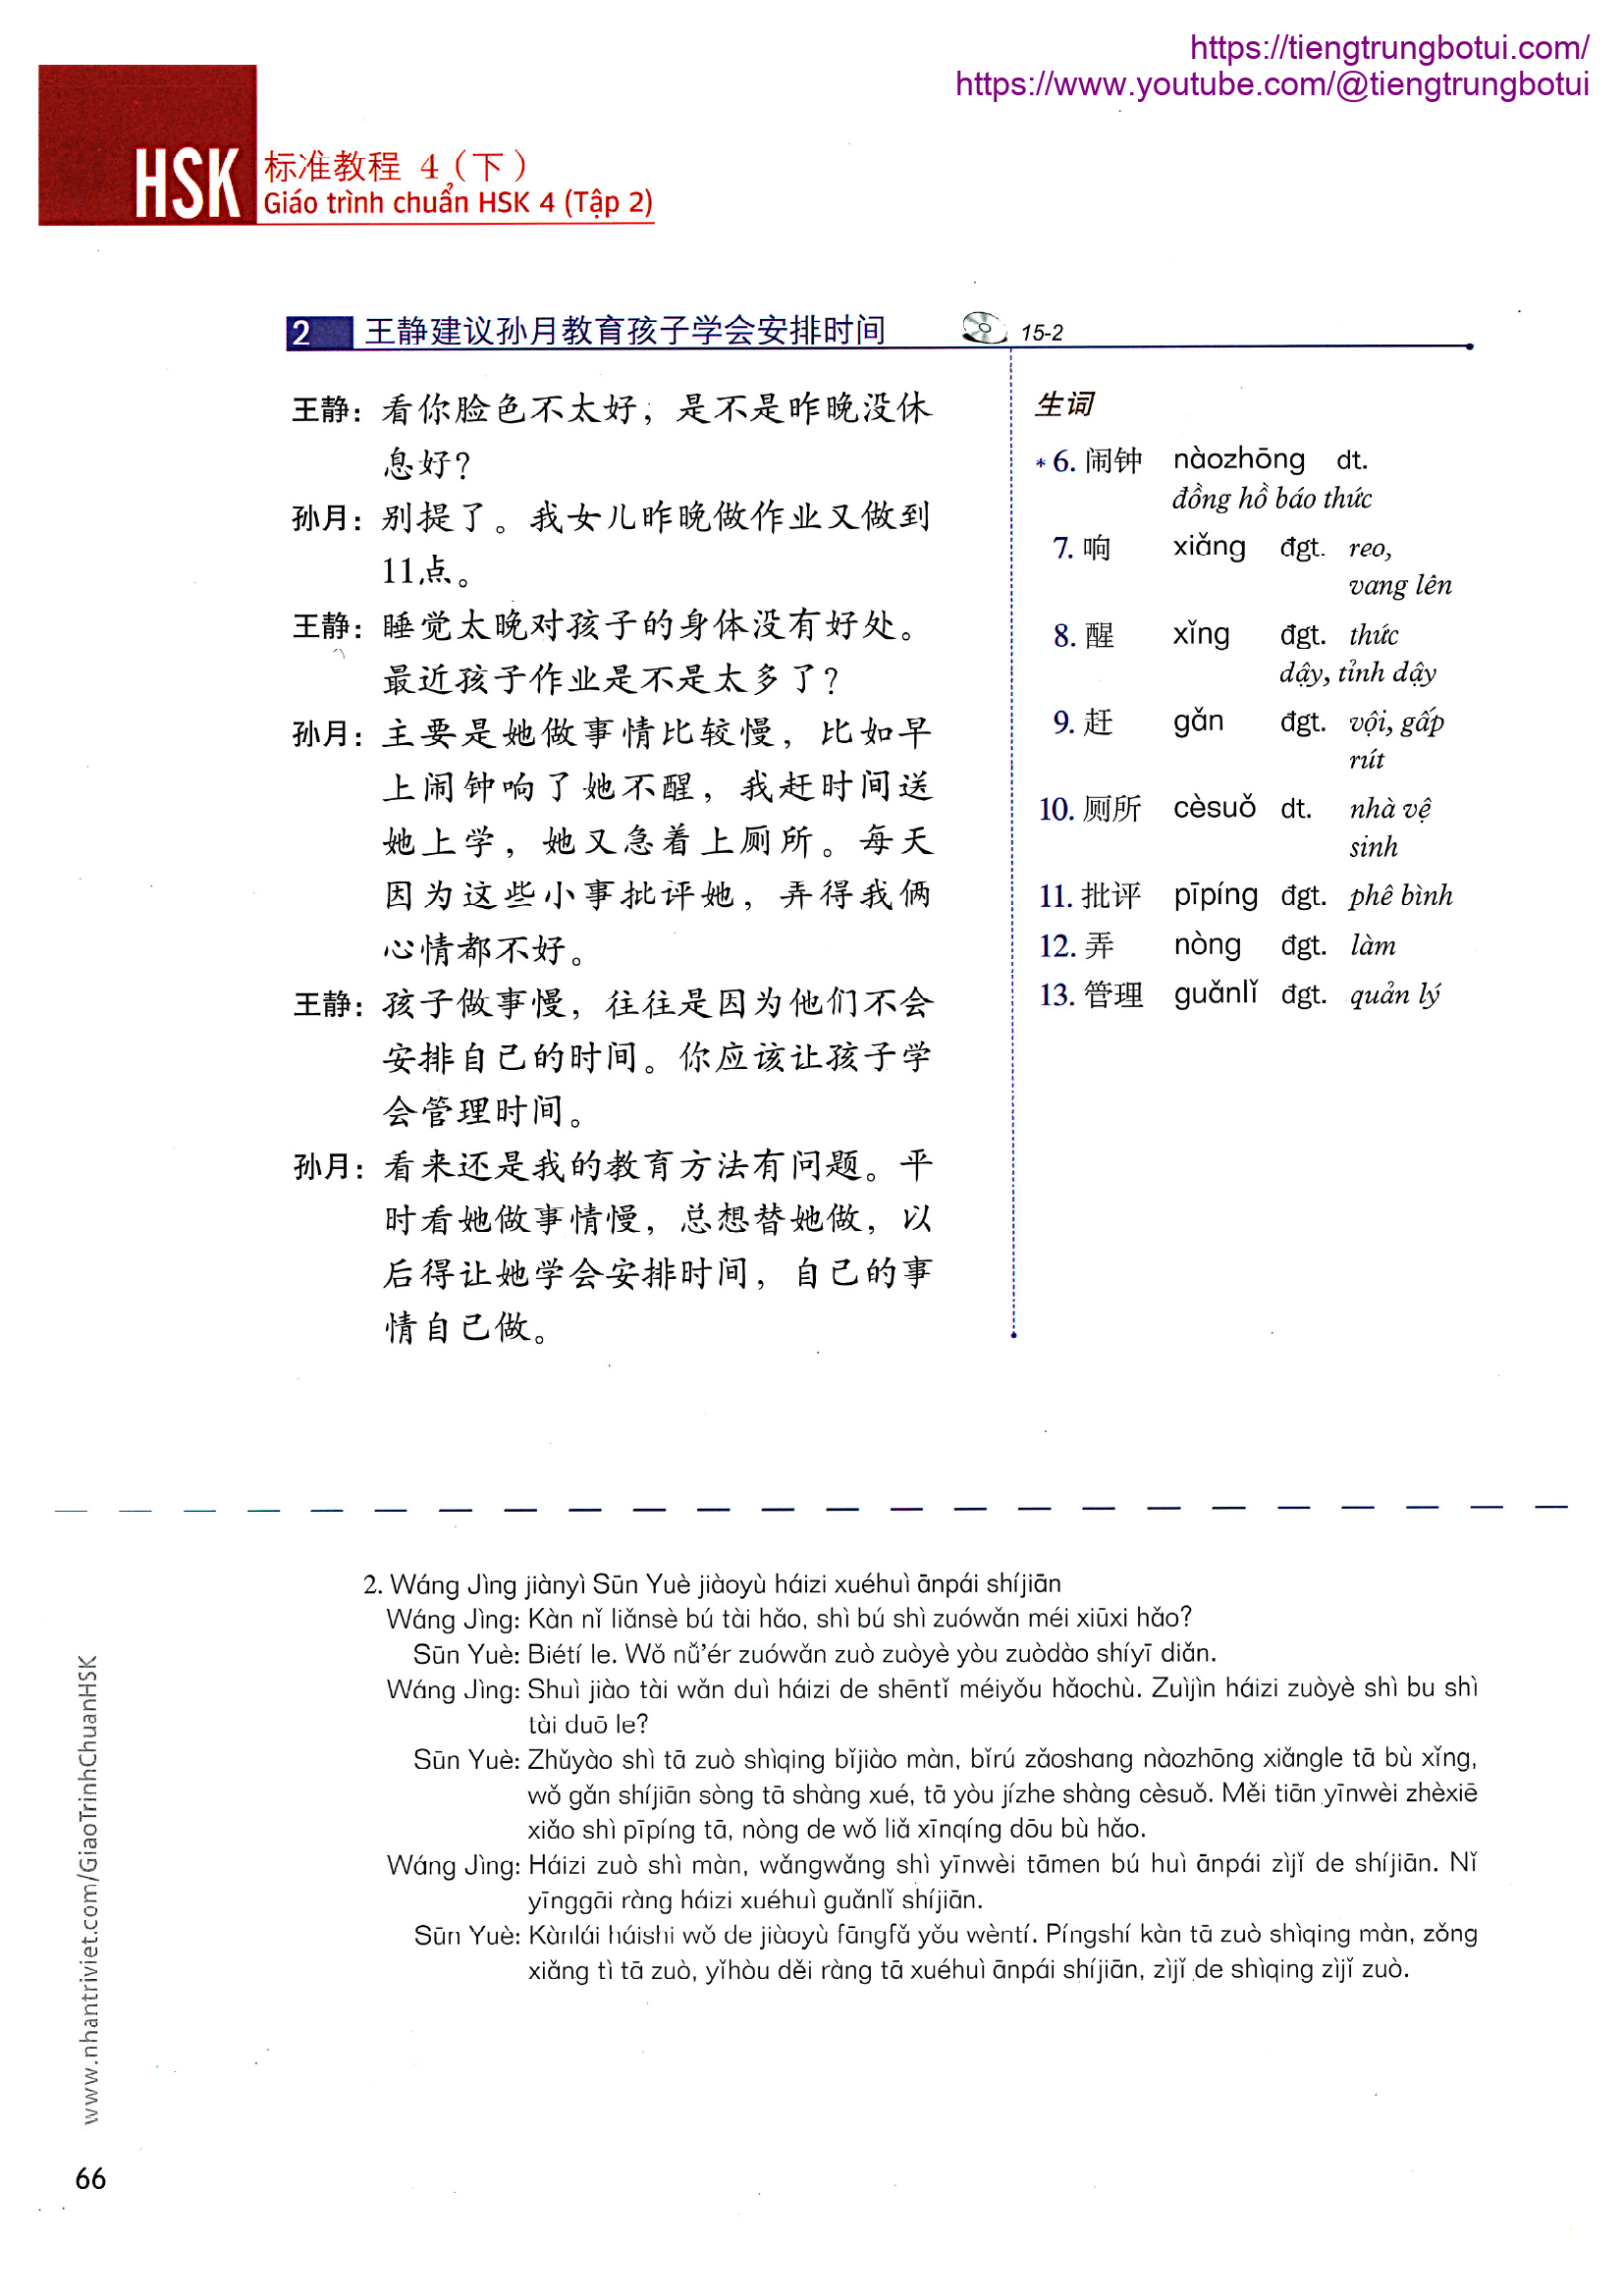 https://tiengtrungbotui.com/
https://www.youtube.com/@tiengtrungbotui
HSK 标准教程 4（下）
Giáo trình chuẩn HSK 4 (Tập 2)
2 王静建议孙月教育孩子学会安排时间 15-2
王静：看你脸色不太好，是不是昨晚没休
息好？
孙月：别提了。我女儿昨晚做作业又做到
11点。
王静：睡觉太晚对孩子的身体没有好处。
最近孩子作业是不是太多了？
孙月：主要是她做事情比较慢，比如早
上闹钟响了她不醒，我赶时间送
她上学，她又急着上厕所。每天
因为这些小事批评她，弄得我俩
心情都不好。
王静：孩子做事慢，往往是因为他们不会
安排自己的时间。你应该让孩子学
会管理时间。
孙月：看来还是我的教育方法有问题。平
时看她做事情慢，总想替她做，以
后得让她学会安排时间，自己的事
情自己做。
生词
*6. 闹钟 nàozhōng dt.
đồng hồ báo thức
7. 响 xiǎng đgt. reo,
vang lên
8. 醒 xǐng đgt. thức
dậy, tỉnh dậy
9. 赶 gǎn đgt. vội, gấp
rút
10. 厕所 cèsuǒ dt. nhà vệ
sinh
11. 批评 pīpíng đgt. phê bình
12. 弄 nòng đgt. làm
13. 管理 guǎnlǐ đgt. quản lý
2. Wáng Jìng jiànyì Sūn Yuè jiàoyù háizi xuéhuì ānpái shíjiān
Wáng Jìng: Kàn nǐ liǎnsè bú tài hǎo, shì bú shì zuówǎn méi xiūxi hǎo?
Sūn Yuè: Biétí le. Wǒ nǚ'ér zuówǎn zuò zuòyè yòu zuòdào shíyī diǎn.
Wáng Jìng: Shuì jiào tài wǎn duì háizi de shēntǐ méiyǒu hǎochù. Zuìjìn háizi zuòyè shì bu shì
tài duō le?
Sūn Yuè: Zhǔyào shì tā zuò shìqing bǐjiào màn, bǐrú zǎoshang nàozhōng xiǎngle tā bù xǐng,
wǒ gǎn shíjiān sòng tā shàng xué, tā yòu jízhe shàng cèsuǒ. Měi tiān yīnwèi zhèxiē
xiǎo shì pīpíng tā, nòng de wǒ liǎ xīnqíng dōu bù hǎo.
Wáng Jìng: Háizi zuò shì màn, wǎngwǎng shì yīnwèi tāmen bú huì ānpái zìjǐ de shíjiān. Nǐ
yīnggāi ràng háizi xuéhuì guǎnlǐ shíjiān.
Sūn Yuè: Kànlái háishi wǒ de jiàoyù fāngfǎ yǒu wèntí. Píngshí kàn tā zuò shìqing màn, zǒng
xiǎng tì tā zuò, yǐhòu děi ràng tā xuéhuì ānpái shíjiān, zìjǐ de shìqing zìjǐ zuò.
www.nhantriviet.com/GiaoTrinhChuanHSK
66